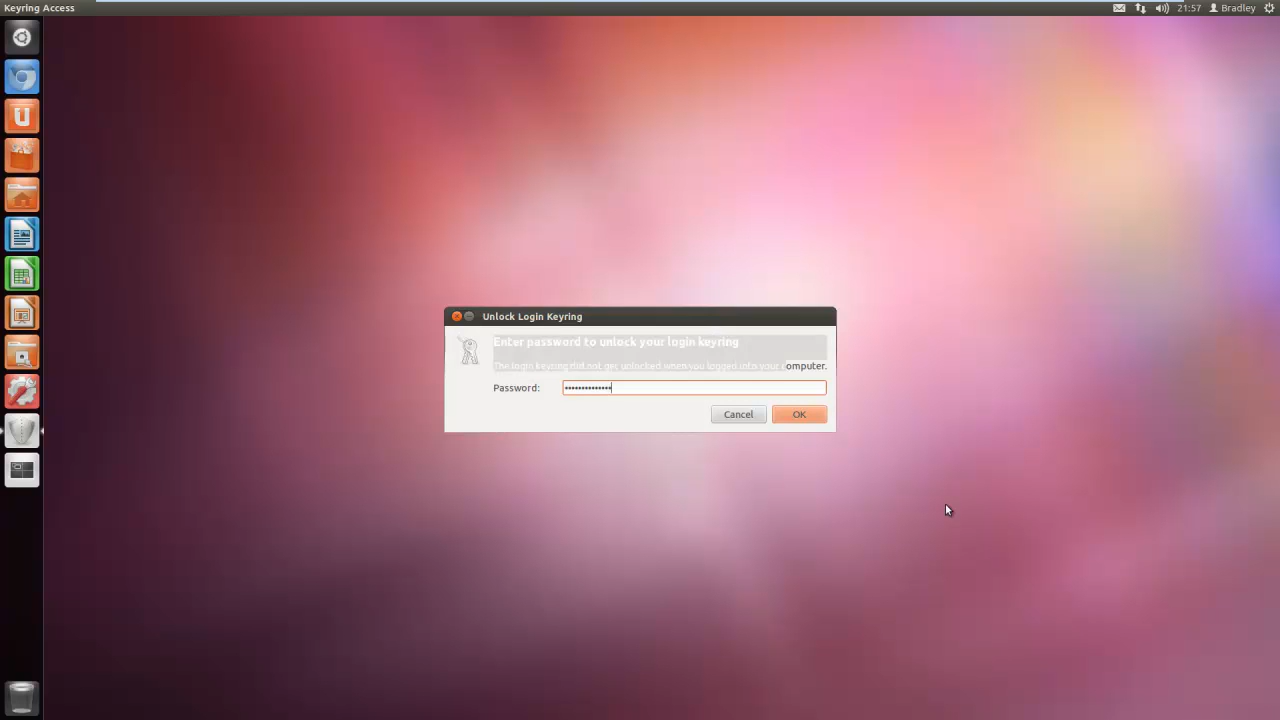 Keyring Access
21:57 Bradley
Unlock Login Keyring
Enter password to unlock your login keyring
The login keyring did not get unlocked when you logged into your computer.
Password: ••••••••••••••
Cancel OK